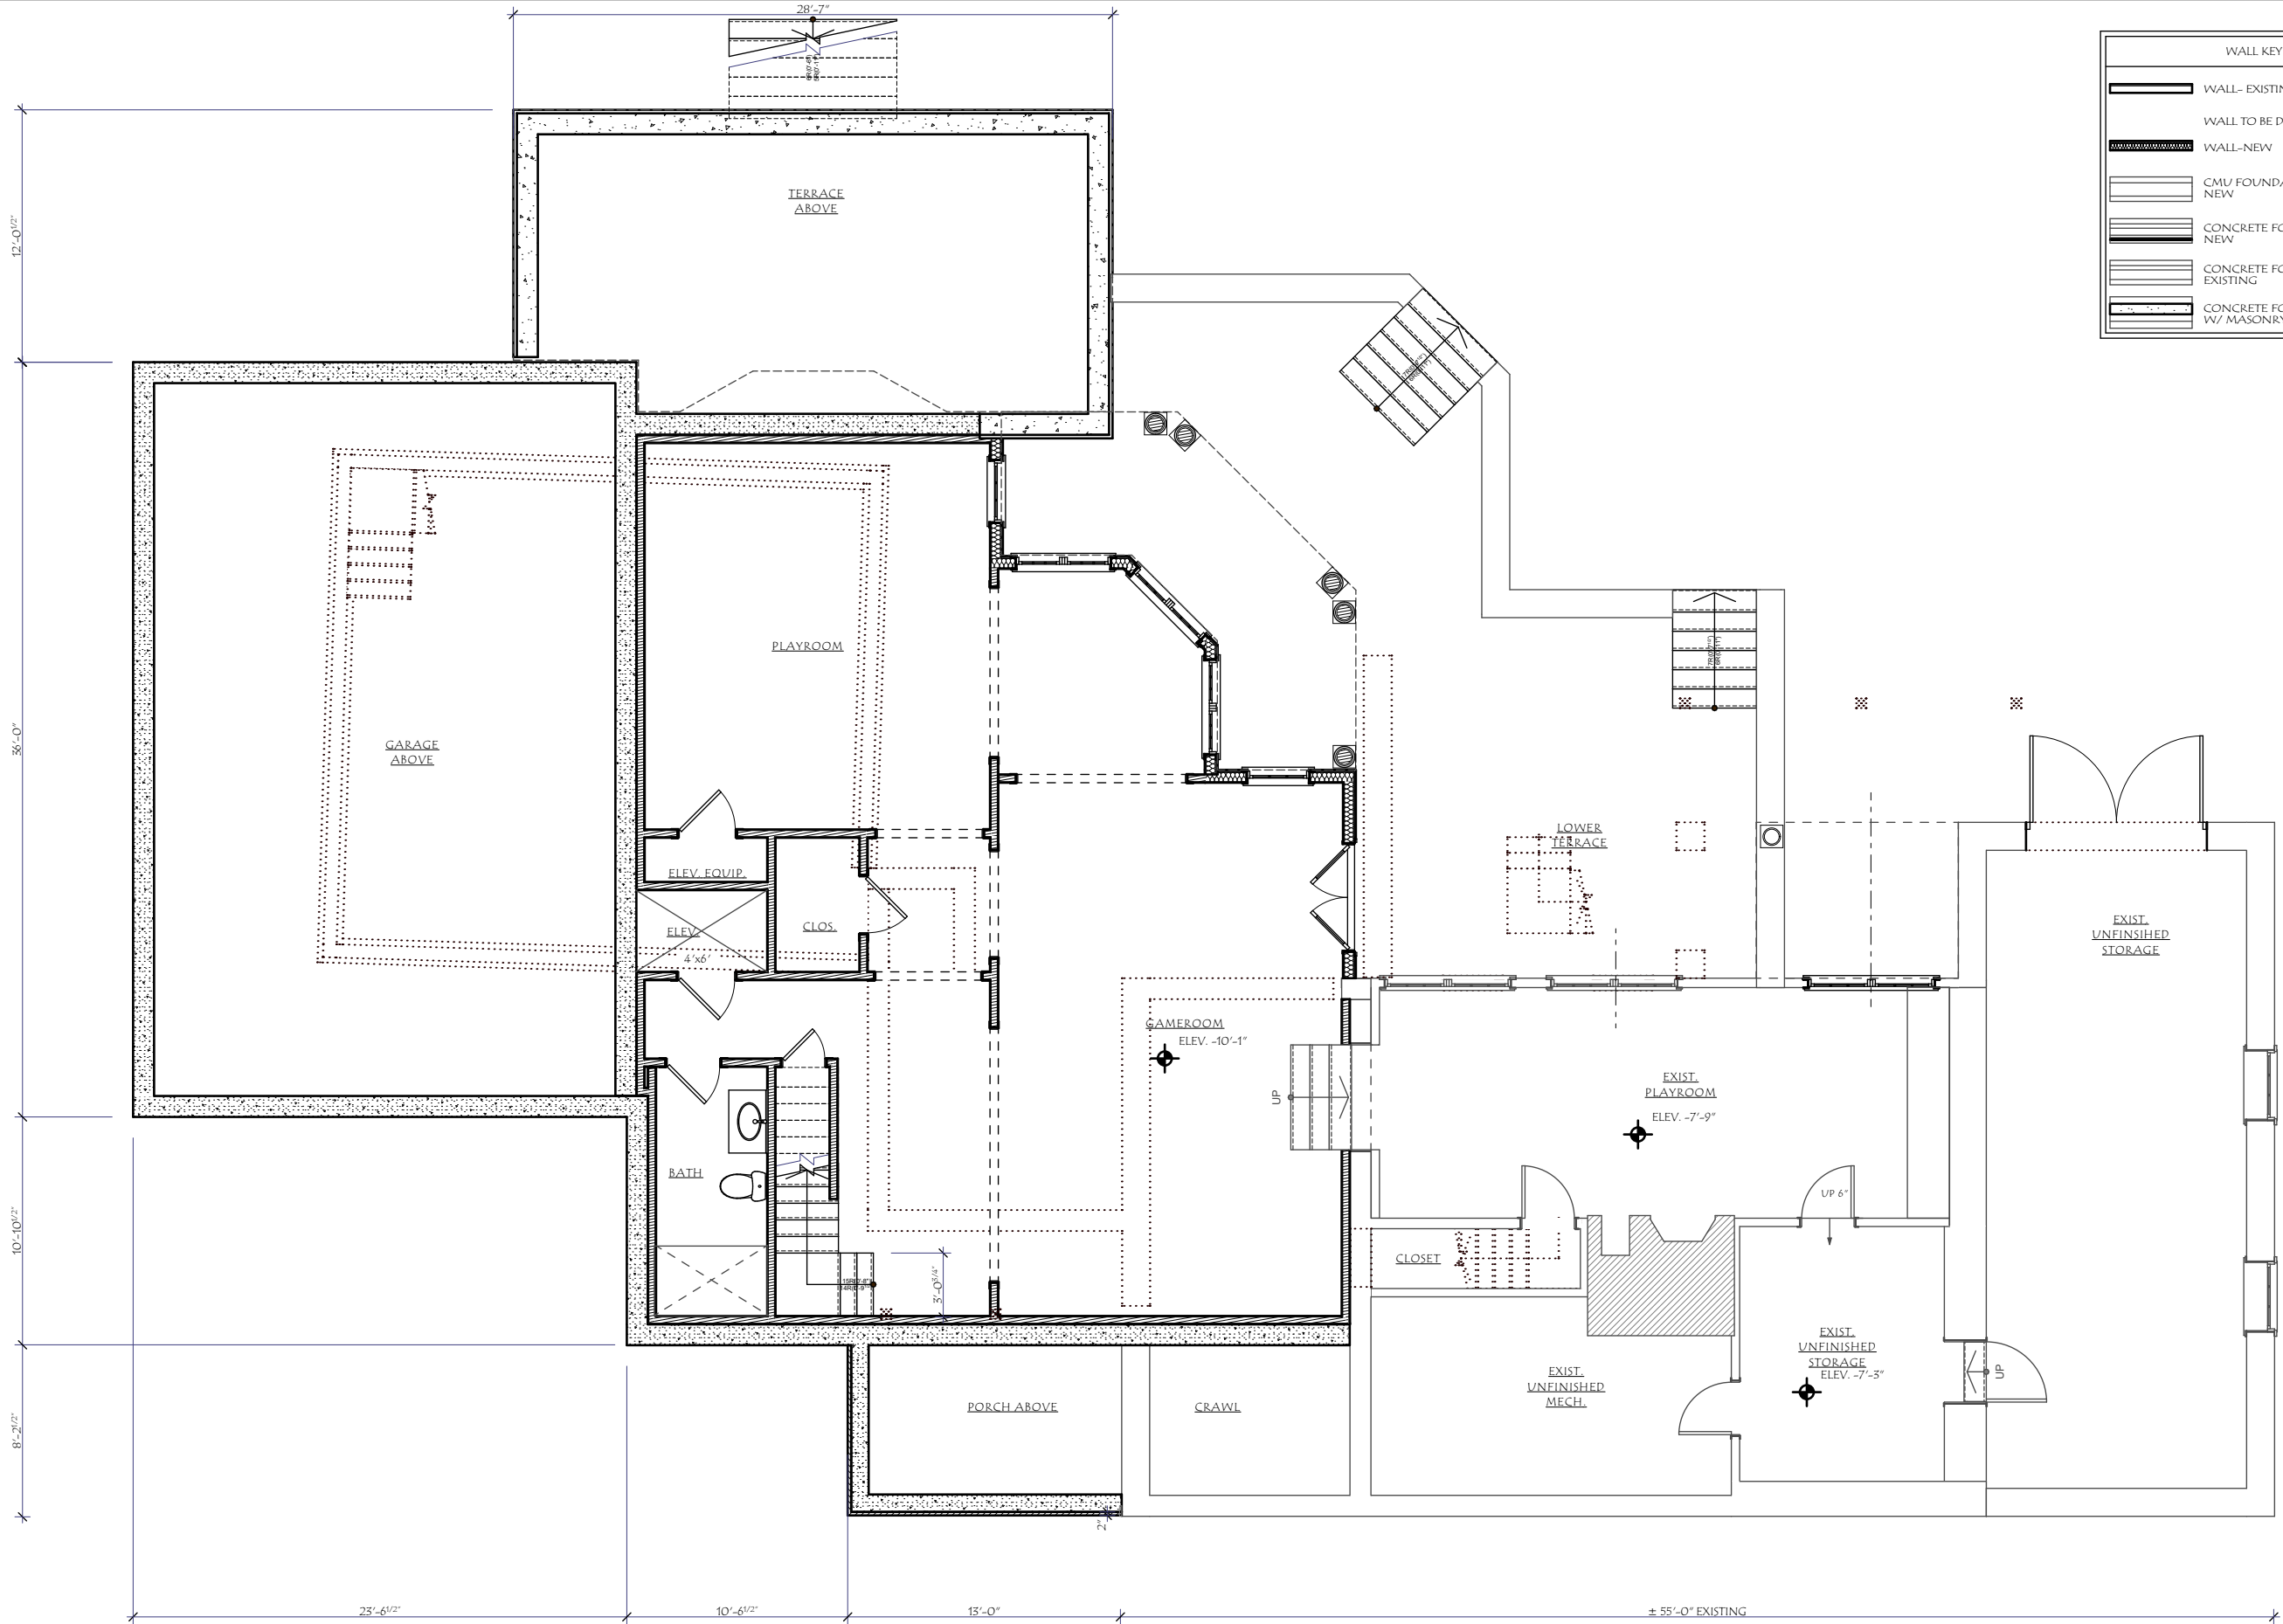 28'-7"
WALL KEY
WALL- EXISTIN
WALL TO BE D
WALL-NEW
CMU FOUNDA
NEW
CONCRETE FO
NEW
CONCRETE FO
EXISTING
CONCRETE FO
W/ MASONRY
12'-0 1/2"
TERRACE
ABOVE
36'-0"
GARAGE
ABOVE
PLAYROOM
LOWER
TERRACE
ELEV. EQUIP.
ELEV.
4'x6'
CLOS.
EXIST.
UNFINSIHED
STORAGE
GAMEROOM
ELEV. -10'-1"
UP
EXIST.
PLAYROOM
ELEV. -7'-9"
BATH
UP 6"
10'-10 1/2"
3'-0 3/4"
CLOSET
EXIST.
UNFINISHED
STORAGE
ELEV. -7'-3"
UP
EXIST.
UNFINISHED
MECH.
PORCH ABOVE
CRAWL
8'-2 1/2"
2"
23'-6 1/2"
10'-6 1/2"
13'-0"
± 55'-0" EXISTING